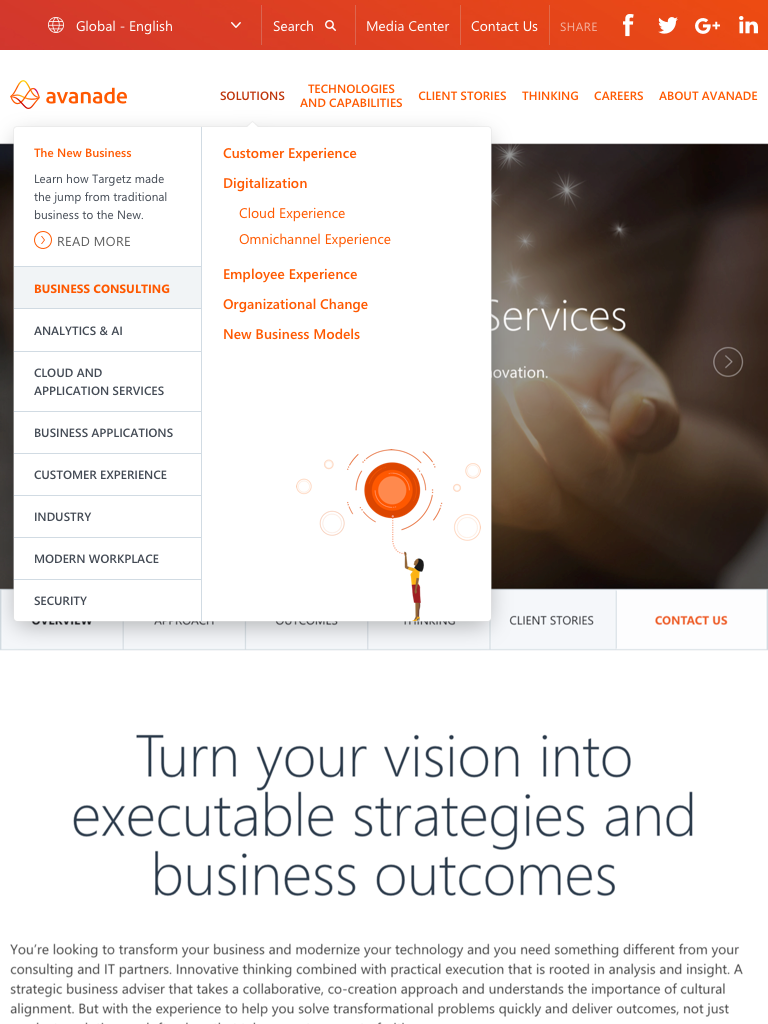 Global - English
Search
Media Center
Contact Us
SHARE
avanade
SOLUTIONS
TECHNOLOGIES
AND CAPABILITIES
CLIENT STORIES
THINKING
CAREERS
ABOUT AVANADE
The New Business
Learn how Targetz made
the jump from traditional
business to the New.
READ MORE
BUSINESS CONSULTING
ANALYTICS & AI
CLOUD AND
APPLICATION SERVICES
BUSINESS APPLICATIONS
CUSTOMER EXPERIENCE
INDUSTRY
MODERN WORKPLACE
SECURITY
Customer Experience
Digitalization
Cloud Experience
Omnichannel Experience
Employee Experience
Organizational Change
New Business Models
Services
ovation.
OVERVIEW
APPROACH
OUTCOMES
THINKING
CLIENT STORIES
CONTACT US
Turn your vision into
executable strategies and
business outcomes
You’re looking to transform your business and modernize your technology and you need something different from your
consulting and IT partners. Innovative thinking combined with practical execution that is rooted in analysis and insight. A
strategic business adviser that takes a collaborative, co-creation approach and understands the importance of cultural
alignment. But with the experience to help you solve transformational problems quickly and deliver outcomes, not just